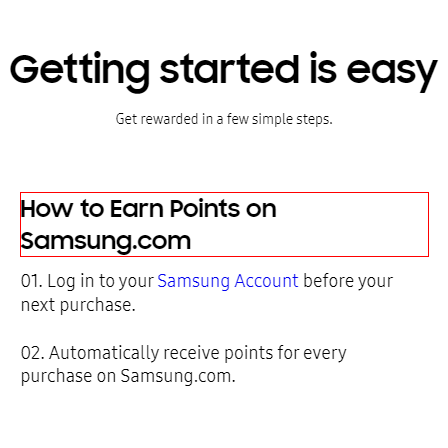 Getting started is easy
Get rewarded in a few simple steps.
How to Earn Points on
Samsung.com
01. Log in to your Samsung Account before your
next purchase.
02. Automatically receive points for every
purchase on Samsung.com.